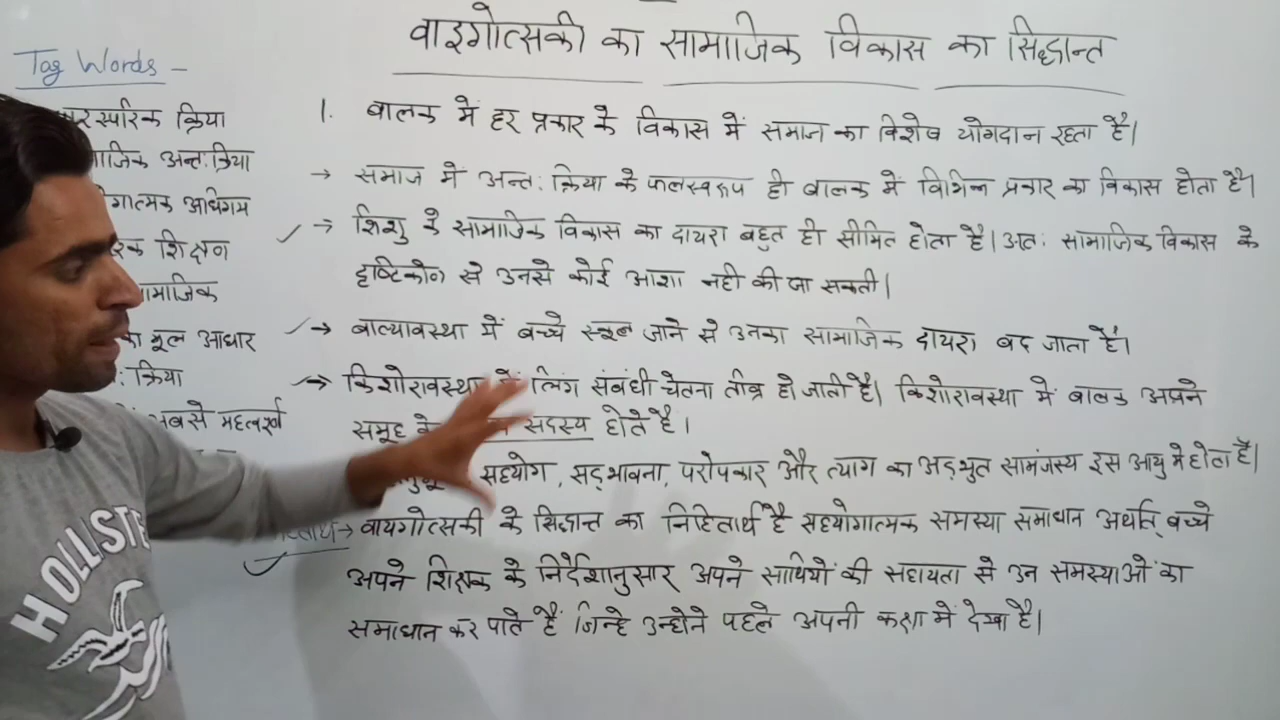 वाइगोत्सकी का सामाजिक विकास का सिद्धान्त
Tag Words –
पारस्परिक क्रिया
अन्तःक्रिया
अधिगम
शिक्षण
मूल आधार
क्रिया
सबसे महत्वपूर्ण
1. बालक में हर प्रकार के विकास में समाज का विशेष योगदान रहता है।
→ समाज में अन्तःक्रिया के फलस्वरूप ही बालक में विभिन्न प्रकार का विकास होता है।
→ शिशु के सामाजिक विकास का दायरा बहुत ही सीमित होता है। अतः सामाजिक विकास के
दृष्टिकोण से उनसे कोई आशा नही की जा सकती।
→ बाल्यावस्था में बच्चे स्कूल जाने से उनका सामाजिक दायरा बढ जाता है।
→ किशोरावस्था में लिंग संबंधी चेतना तीव्र हो जाती है। किशोरावस्था में बालक अपने
समूह के सदस्य होते है।
सहयोग, सद्भावना, परोपकार और त्याग का अद्भुत सामंजस्य इस आयु मे होता है।
→ वायगोत्सकी के सिद्धान्त का निहितार्थ है सहयोगात्मक समस्या समाधान अर्थात् बच्चे
अपने शिक्षक के निर्देशानुसार अपने साथियों की सहायता से उन समस्याओं का
समाधान कर पाते हैं जिन्हे उन्होने पहले अपनी कक्षा में देखा है।
HOLLSTE